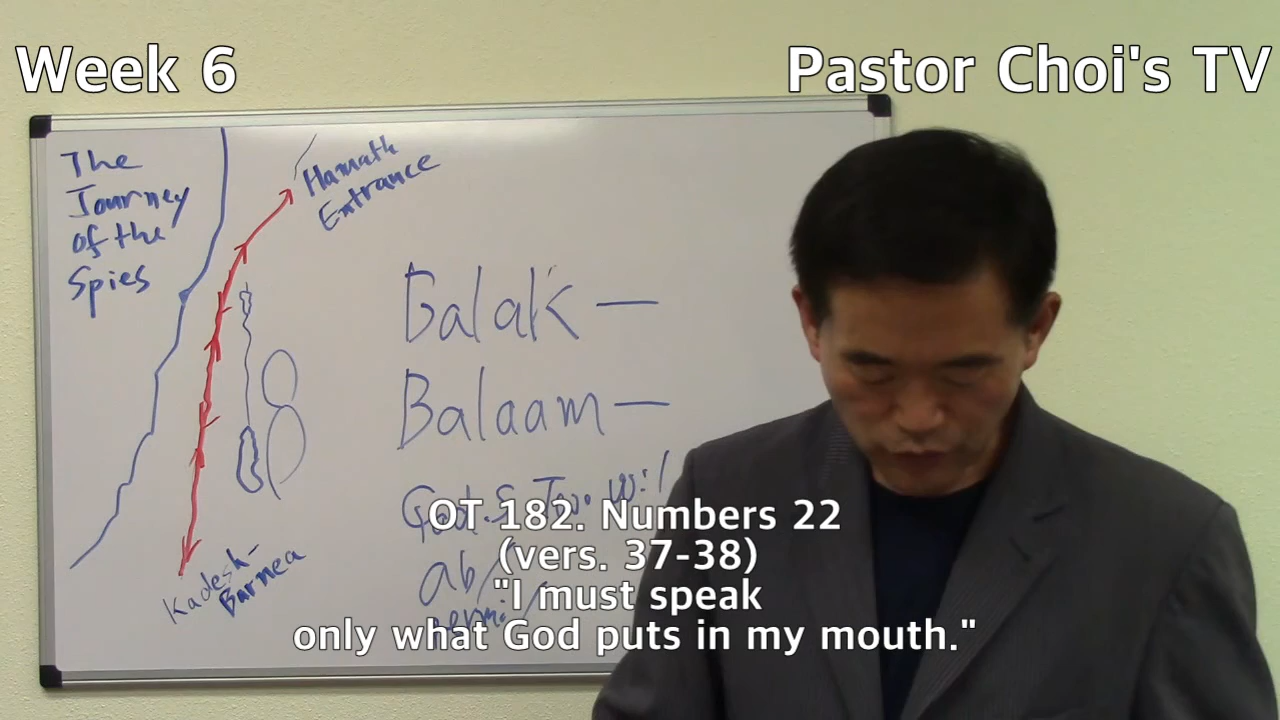 Week 6
Pastor Choi's TV
The
Journey
of the
Spies
Hamath
Entrance
Balak —
Balaam —
Kadesh-
Barnea
OT 182. Numbers 22
(vers. 37-38)
"I must speak
only what God puts in my mouth."